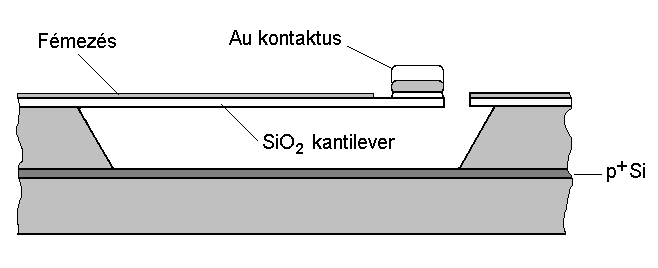 Au kontaktus
Fémezés
SiO₂ kantilever
p⁺Si